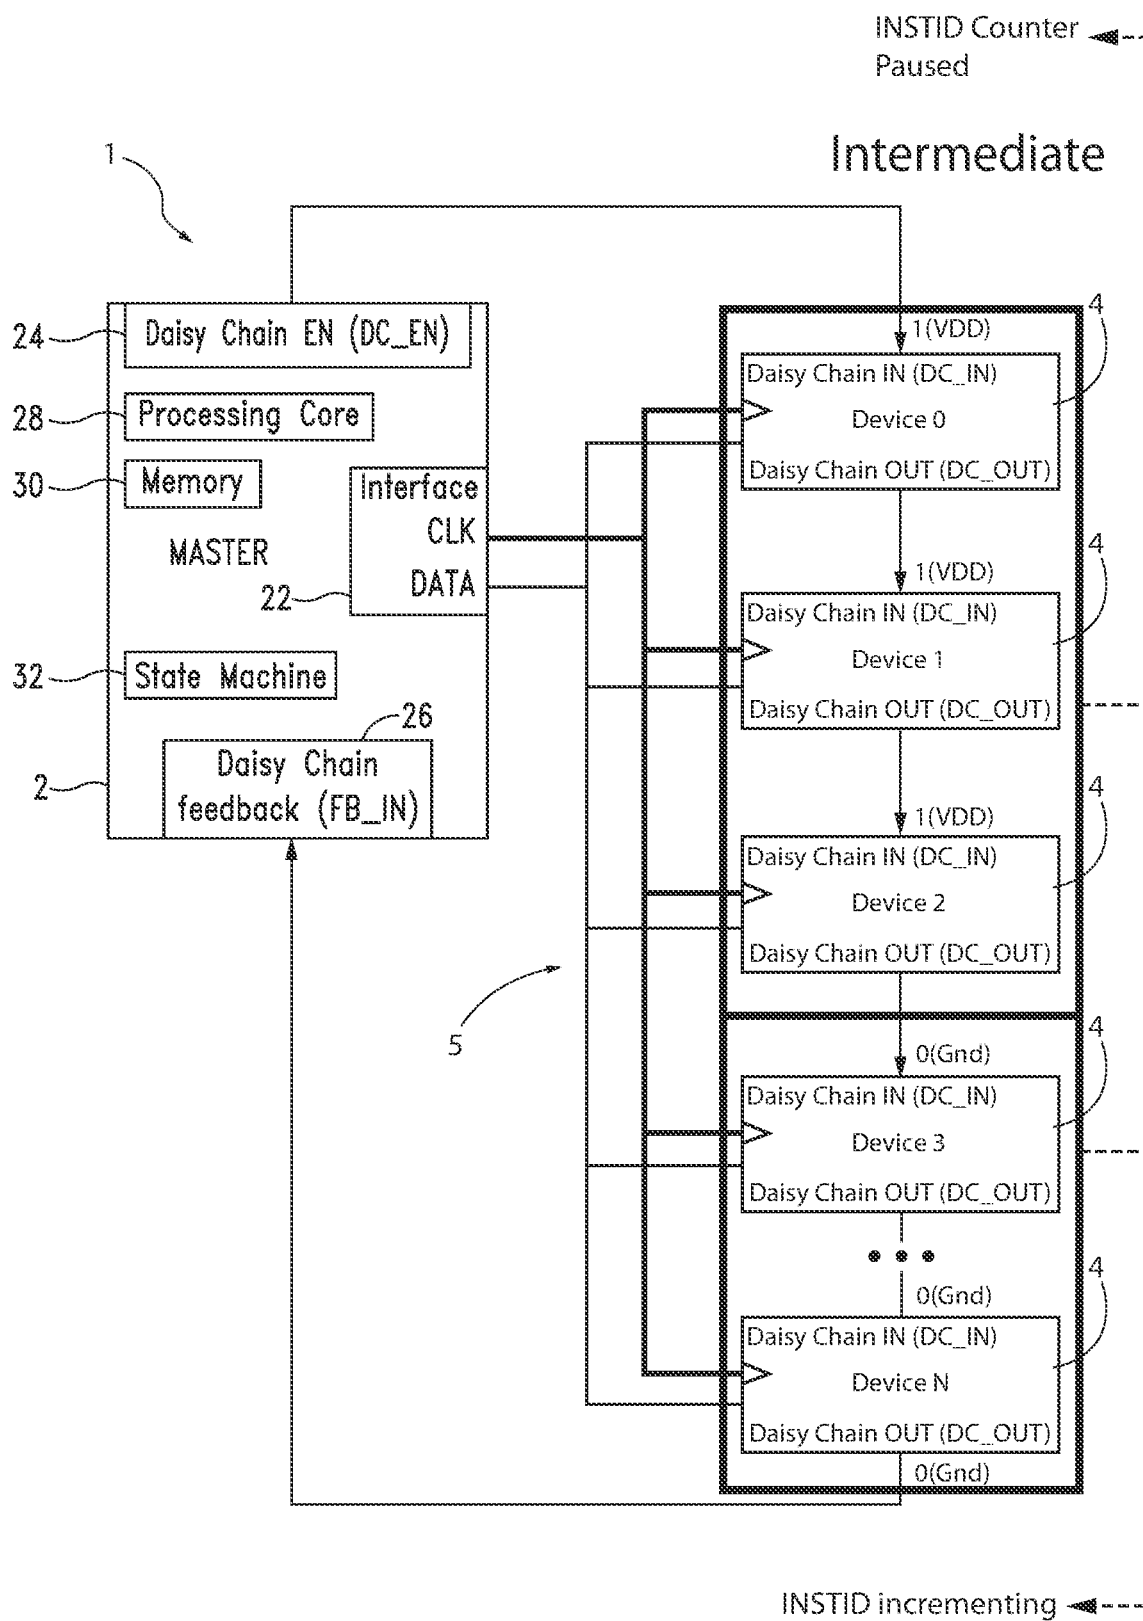 INSTID Counter
Paused
Intermediate
1
24
Daisy Chain EN (DC_EN)
28
Processing Core
30
Memory
Interface
CLK
DATA
MASTER
22
32
State Machine
26
2
Daisy Chain
feedback (FB_IN)
5
1(VDD)
4
Daisy Chain IN (DC_IN)
Device 0
Daisy Chain OUT (DC_OUT)
1(VDD)
4
Daisy Chain IN (DC_IN)
Device 1
Daisy Chain OUT (DC_OUT)
1(VDD)
4
Daisy Chain IN (DC_IN)
Device 2
Daisy Chain OUT (DC_OUT)
0(Gnd)
4
Daisy Chain IN (DC_IN)
Device 3
Daisy Chain OUT (DC_OUT)
0(Gnd)
4
Daisy Chain IN (DC_IN)
Device N
Daisy Chain OUT (DC_OUT)
0(Gnd)
INSTID incrementing